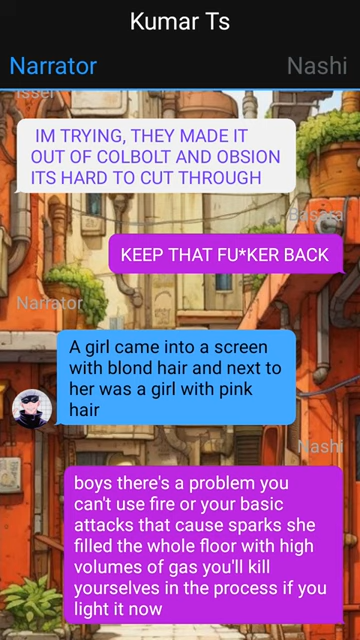 Kumar Ts
Narrator
Nashi
Issei
IM TRYING, THEY MADE IT
OUT OF COLBOLT AND OBSION
ITS HARD TO CUT THROUGH
Basara
KEEP THAT FU*KER BACK
Narrator
A girl came into a screen
with blond hair and next to
her was a girl with pink
hair
Nashi
boys there's a problem you
can't use fire or your basic
attacks that cause sparks she
filled the whole floor with high
volumes of gas you'll kill
yourselves in the process if you
light it now